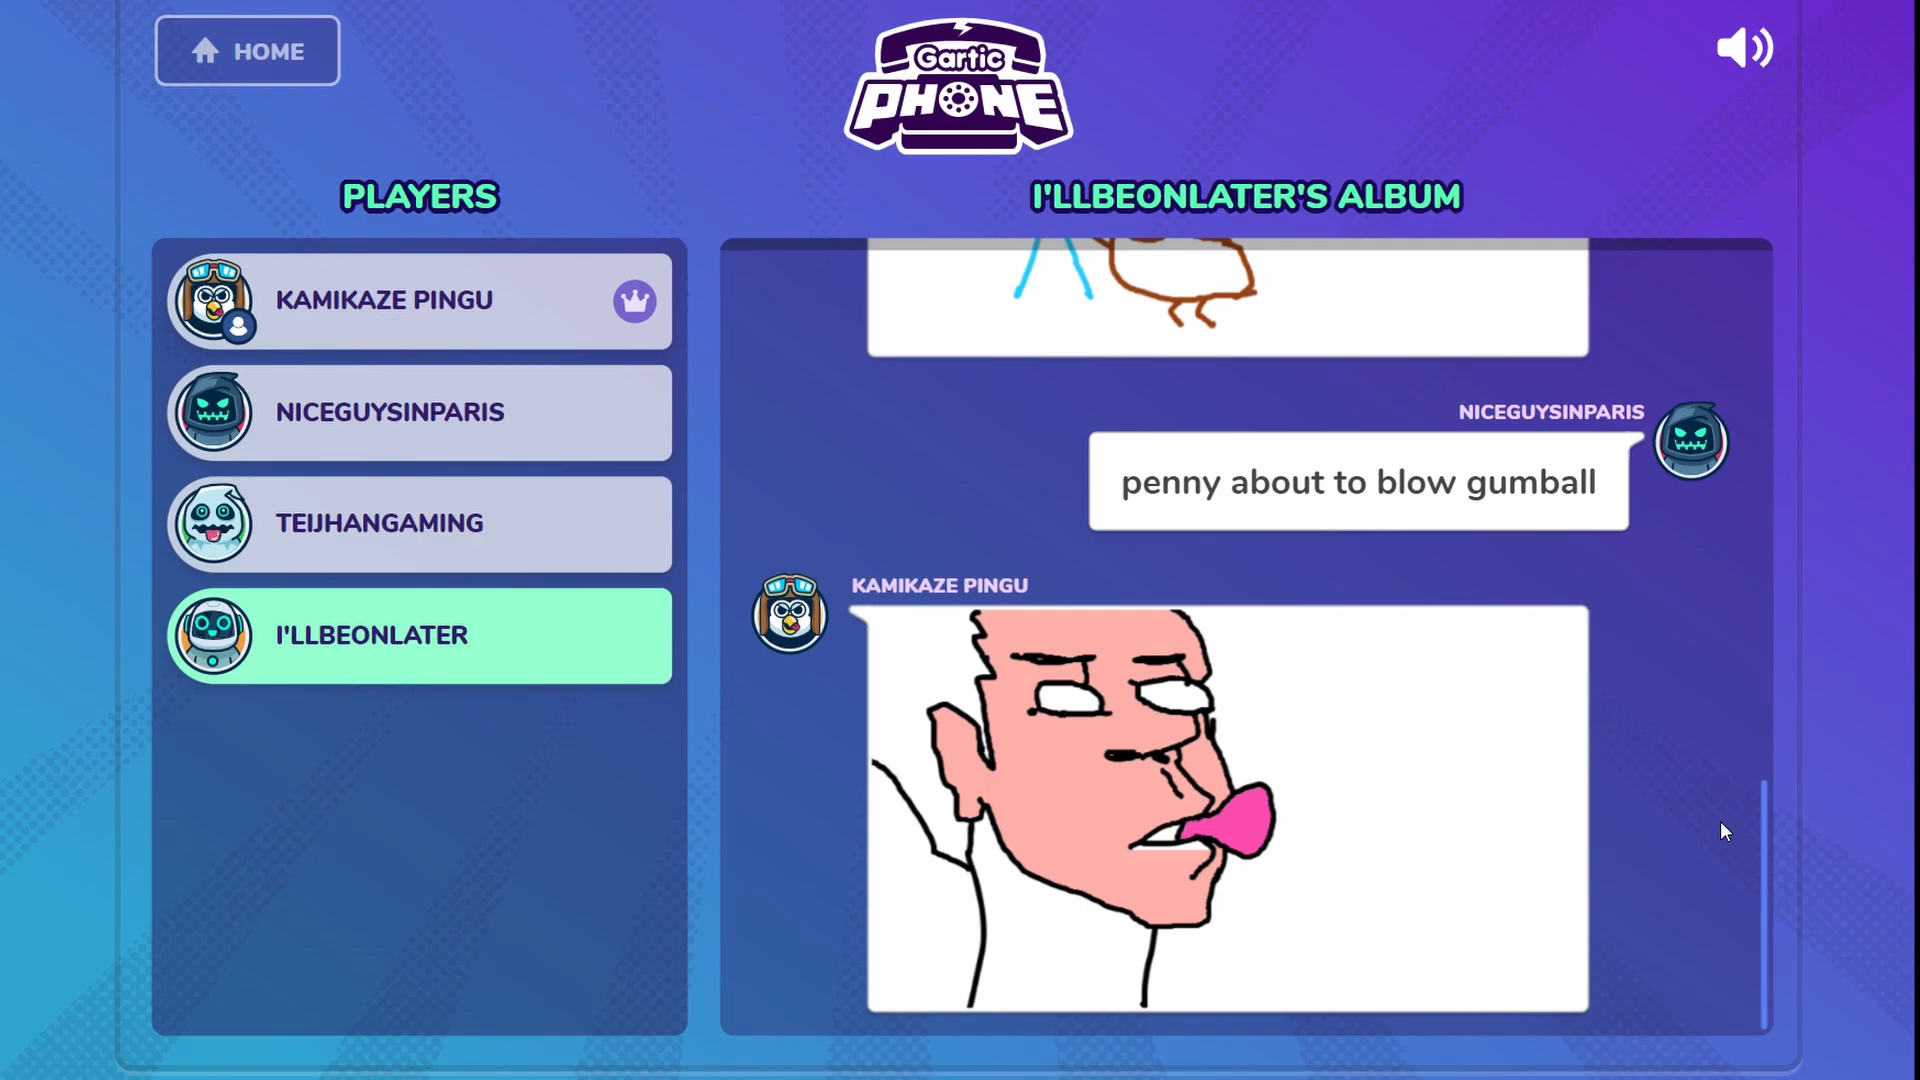 HOME
Gartic
PHONE
PLAYERS
I'LLBEONLATER'S ALBUM
KAMIKAZE PINGU
NICEGUYSINPARIS
TEIJHANGAMING
I'LLBEONLATER
NICEGUYSINPARIS
penny about to blow gumball
KAMIKAZE PINGU